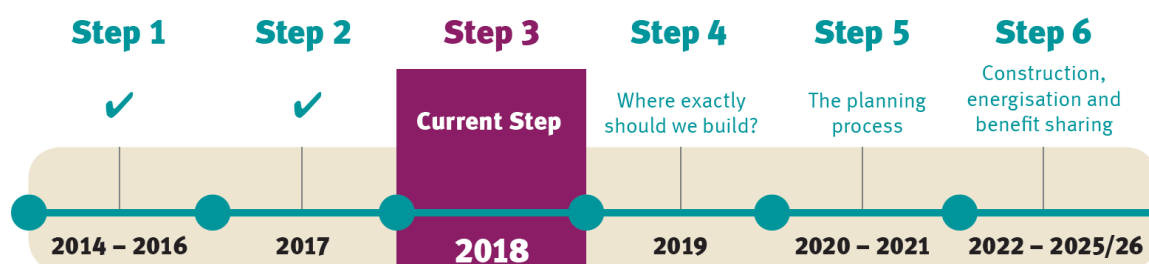 Step 1
Step 2
Step 3
Step 4
Step 5
Step 6
✔
✔
Current Step
Where exactly
should we build?
The planning
process
Construction,
energisation and
benefit sharing
2014 – 2016
2017
2018
2019
2020 – 2021
2022 – 2025/26